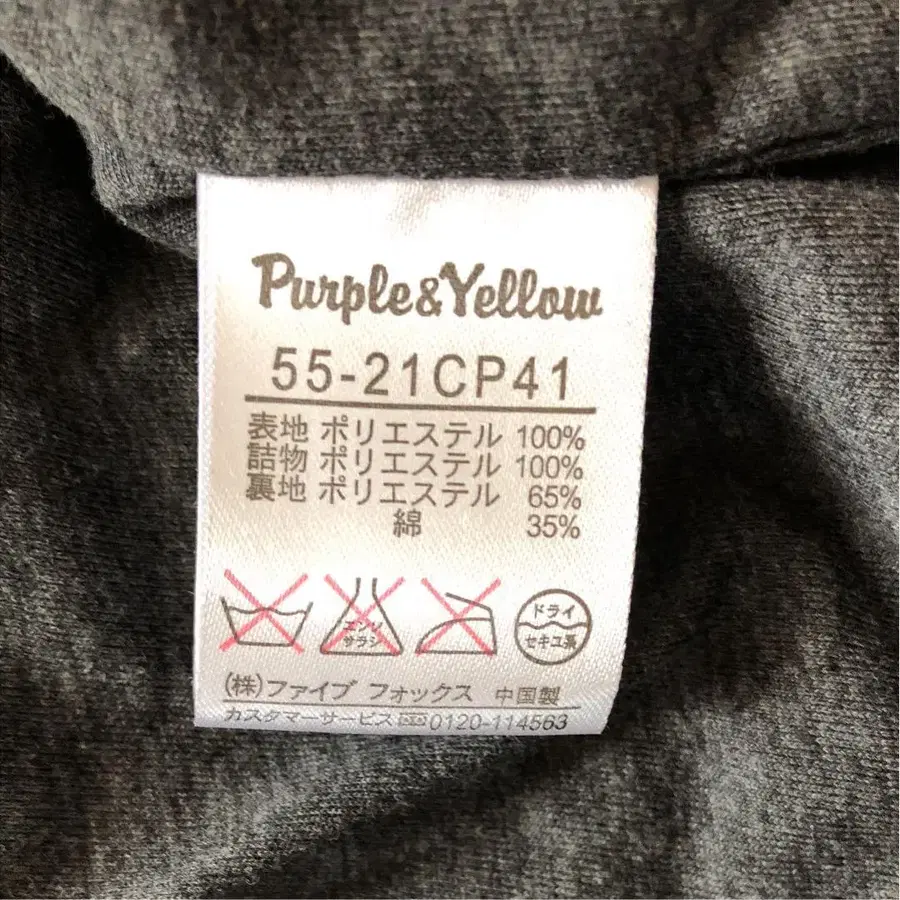 Purple&Yellow
55-21CP41
表地 ポリエステル 100%
詰物 ポリエステル 100%
裏地 ポリエステル 65%
綿 35%
エンソ
サラシ
ドライ
セキユ系
(株)ファイブ フォックス 中国製
カスタマーサービス 0120-114563